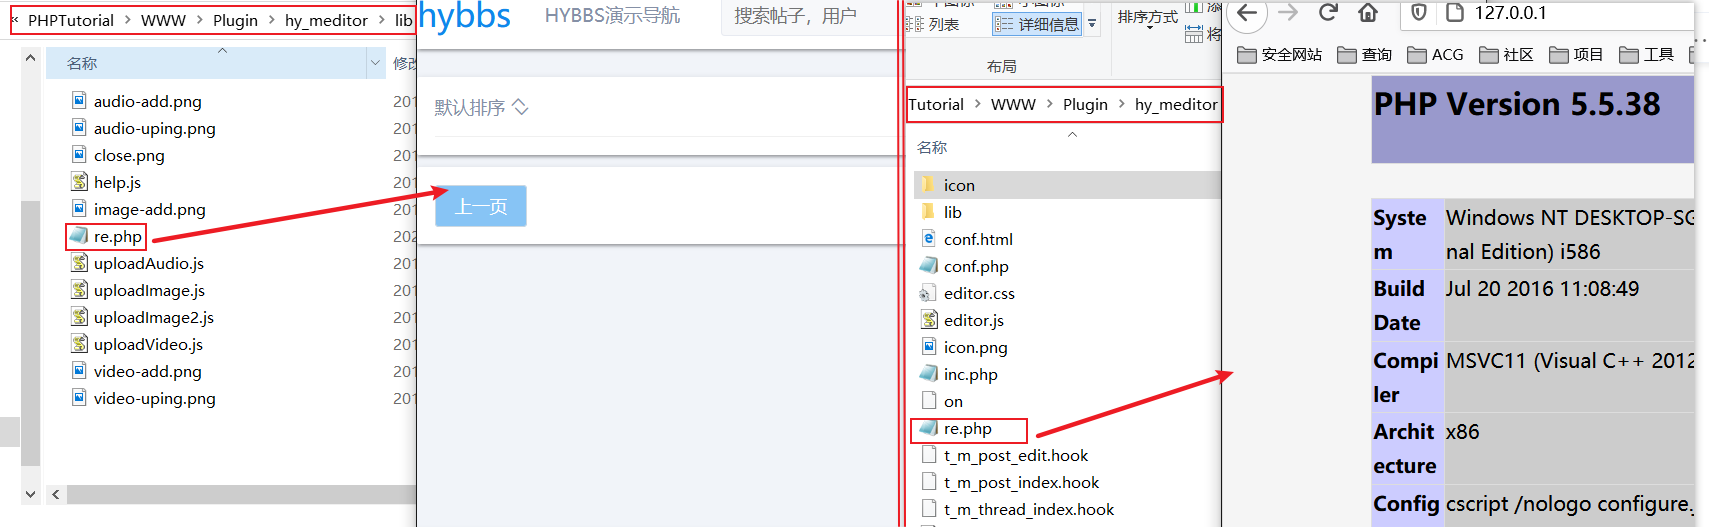 « PHPTutorial > WWW > Plugin > hy_meditor > lib
名称
修改
audio-add.png
201
audio-uping.png
201
close.png
201
help.js
201
image-add.png
201
re.php
202
uploadAudio.js
201
uploadImage.js
201
uploadImage2.js
201
uploadVideo.js
201
video-add.png
201
video-uping.png
201
hybbs
HYBBS演示导航
搜索帖子，用户
默认排序
上一页
列表
详细信息
排序方式
添
将
布局
Tutorial > WWW > Plugin > hy_meditor
名称
icon
lib
conf.html
conf.php
editor.css
editor.js
icon.png
inc.php
on
re.php
t_m_post_edit.hook
t_m_post_index.hook
t_m_thread_index.hook
127.0.0.1
安全网站
查询
ACG
社区
项目
工具
PHP Version 5.5.38
Syste
m
Windows NT DESKTOP-SG
nal Edition) i586
Build
Date
Jul 20 2016 11:08:49
Compi
ler
MSVC11 (Visual C++ 2012
Archit
ecture
x86
Config
cscript /nologo configure.